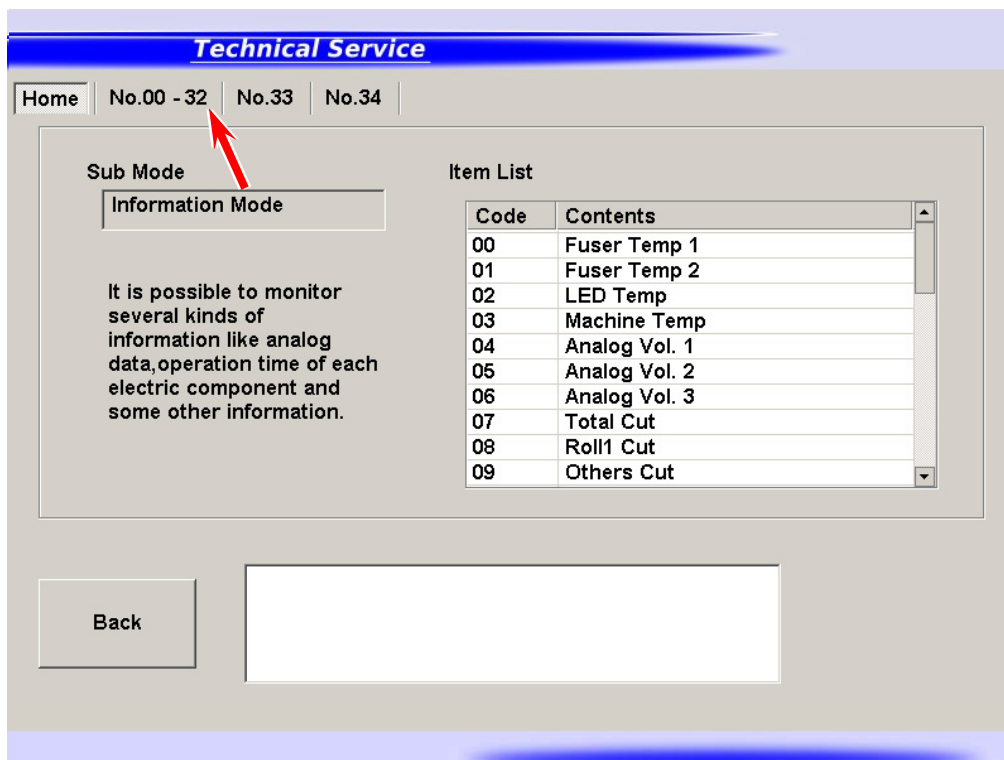 Technical Service
Home No.00 - 32 No.33 No.34
Sub Mode
Information Mode
It is possible to monitor
several kinds of
information like analog
data,operation time of each
electric component and
some other information.
Item List
Code Contents
00 Fuser Temp 1
01 Fuser Temp 2
02 LED Temp
03 Machine Temp
04 Analog Vol. 1
05 Analog Vol. 2
06 Analog Vol. 3
07 Total Cut
08 Roll1 Cut
09 Others Cut
Back